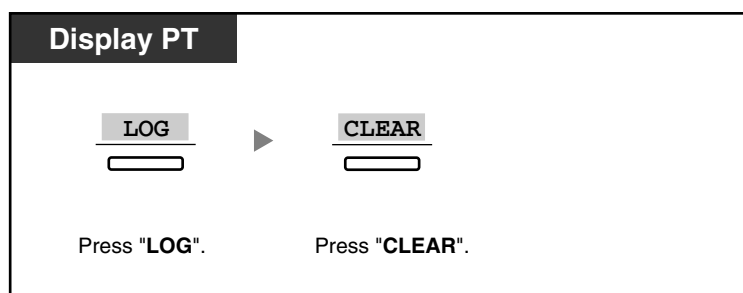 Display PT
LOG
CLEAR
Press "LOG".
Press "CLEAR".